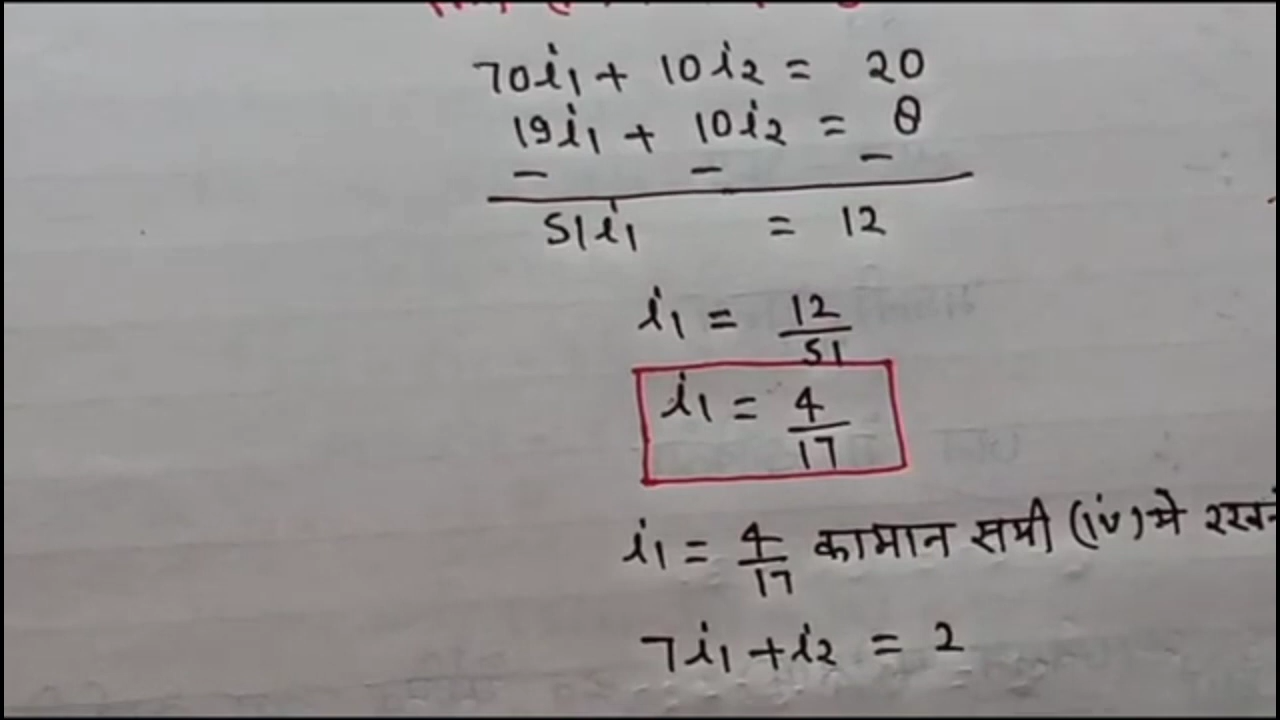 70i₁ + 10i₂ = 20
19i₁ + 10i₂ = 8
− − −
51i₁ = 12
i₁ = 12/51
i₁ = 4/17
i₁ = 4/17 का मान समी (iv) मे
7i₁ + i₂ = 2